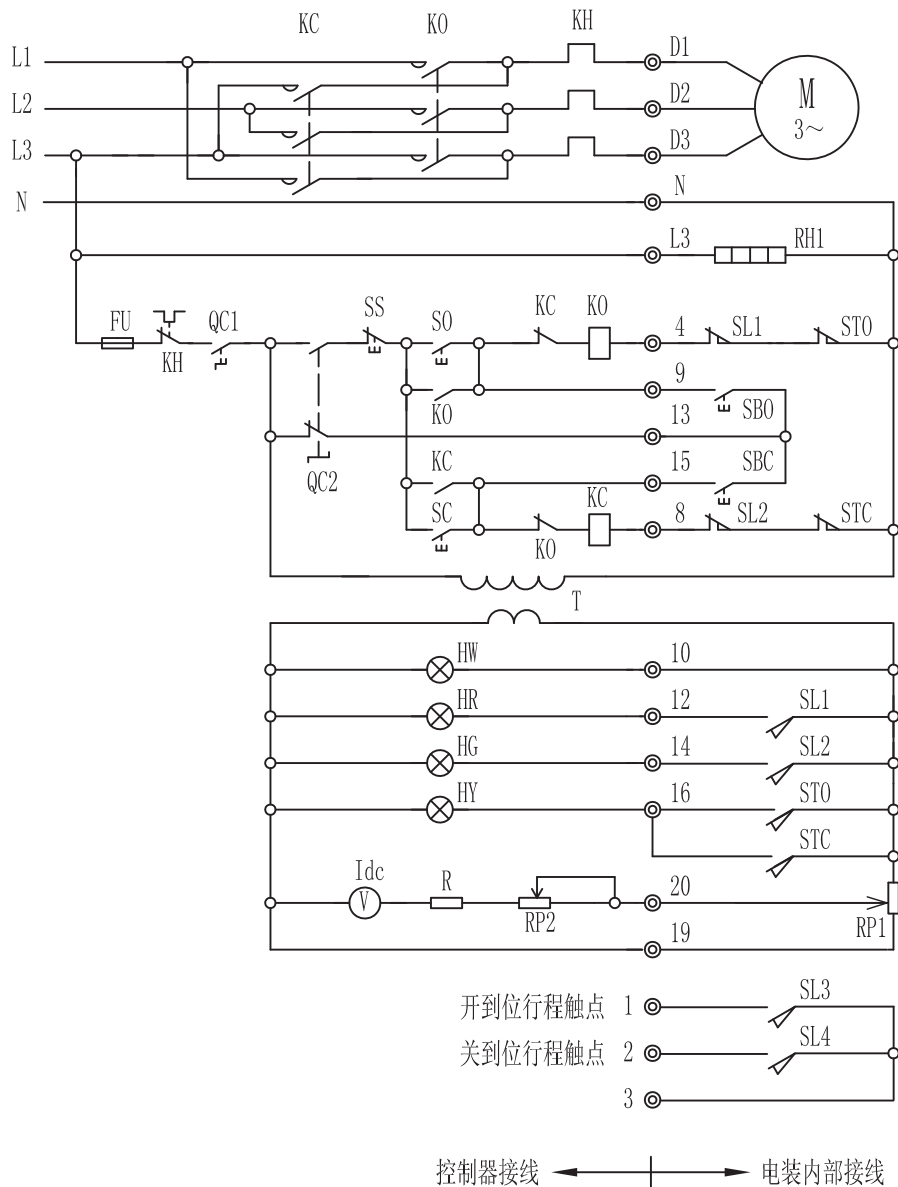 KC KO KH
L1 D1
L2 D2
M
3~
L3 D3
N N
L3 RH1
FU KH QC1 SS SO KC KO 4 SL1 STO
KO 9 SBO
13
QC2
KC 15 SBC
SC KO KC 8 SL2 STC
T
HW 10
HR 12 SL1
HG 14 SL2
HY 16 STO
STC
Idc
V R RP2 20 RP1
19
开到位行程触点 1 SL3
关到位行程触点 2 SL4
3
控制器接线 电装内部接线